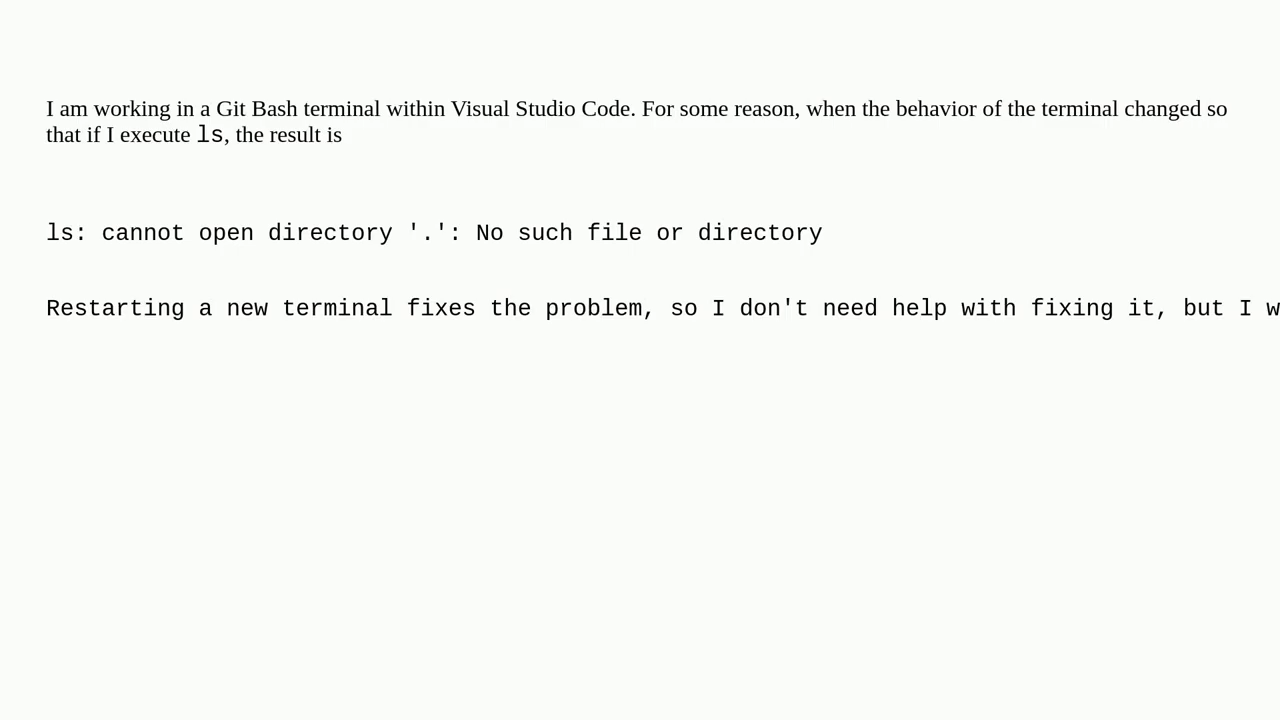 I am working in a Git Bash terminal within Visual Studio Code. For some reason, when the behavior of the terminal changed so
that if I execute ls, the result is
ls: cannot open directory '.': No such file or directory
Restarting a new terminal fixes the problem, so I don't need help with fixing it, but I